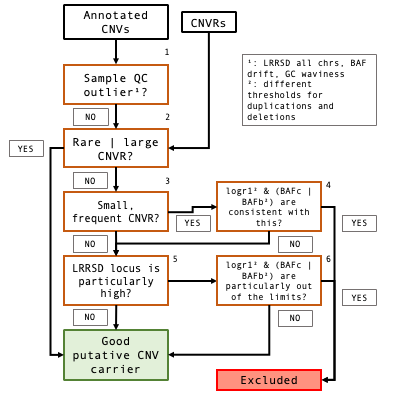 Annotated
CNVs
CNVRs
1
Sample QC
outlier¹?
¹: LRRSD all chrs, BAF
drift, GC waviness
²: different
thresholds for
duplications and
deletions
NO
2
YES
Rare | large
CNVR?
NO
3
Small,
frequent CNVR?
YES
4
logr1² & (BAFc |
BAFb²) are
consistent with
this?
YES
NO
NO
5
LRRSD locus is
particularly
high?
6
logr1² & (BAFc |
BAFb²) are
particularly out
of the limits?
YES
NO
NO
Good
putative CNV
carrier
Excluded